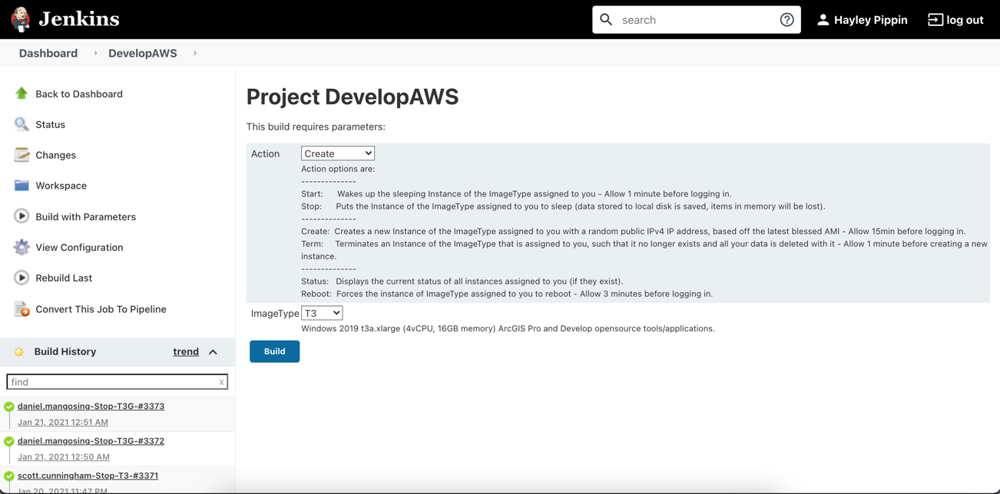 Jenkins
search
Hayley Pippin
log out
Dashboard
DevelopAWS
Back to Dashboard
Status
Changes
Workspace
Build with Parameters
View Configuration
Rebuild Last
Convert This Job To Pipeline
Build History
trend
find
x
daniel.mangosing-Stop-T3G-#3373
Jan 21, 2021 12:51 AM
daniel.mangosing-Stop-T3G-#3372
Jan 21, 2021 12:50 AM
scott.cunningham-Stop-T3-#3371
Jan 20, 2021 11:47 PM
Project DevelopAWS
This build requires parameters:
Action
Create
Action options are:
--------------
Start: Wakes up the sleeping Instance of the ImageType assigned to you - Allow 1 minute before logging in.
Stop: Puts the Instance of the ImageType assigned to you to sleep (data stored to local disk is saved, items in memory will be lost).
--------------
Create: Creates a new Instance of the ImageType assigned to you with a random public IPv4 IP address, based off the latest blessed AMI - Allow 15min before logging in.
Term: Terminates an Instance of the ImageType that is assigned to you, such that it no longer exists and all your data is deleted with it - Allow 1 minute before creating a new
instance.
--------------
Status: Displays the current status of all instances assigned to you (if they exist).
Reboot: Forces the instance of ImageType assigned to you to reboot - Allow 3 minutes before logging in.
ImageType
T3
Windows 2019 t3a.xlarge (4vCPU, 16GB memory) ArcGIS Pro and Develop opensource tools/applications.
Build